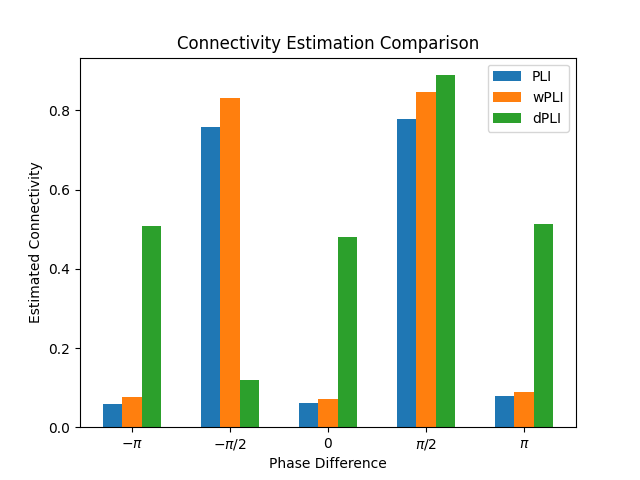 Connectivity Estimation Comparison
PLI
wPLI
dPLI
Estimated Connectivity
0.8
0.6
0.4
0.2
0.0
−π
−π/2
0
π/2
π
Phase Difference